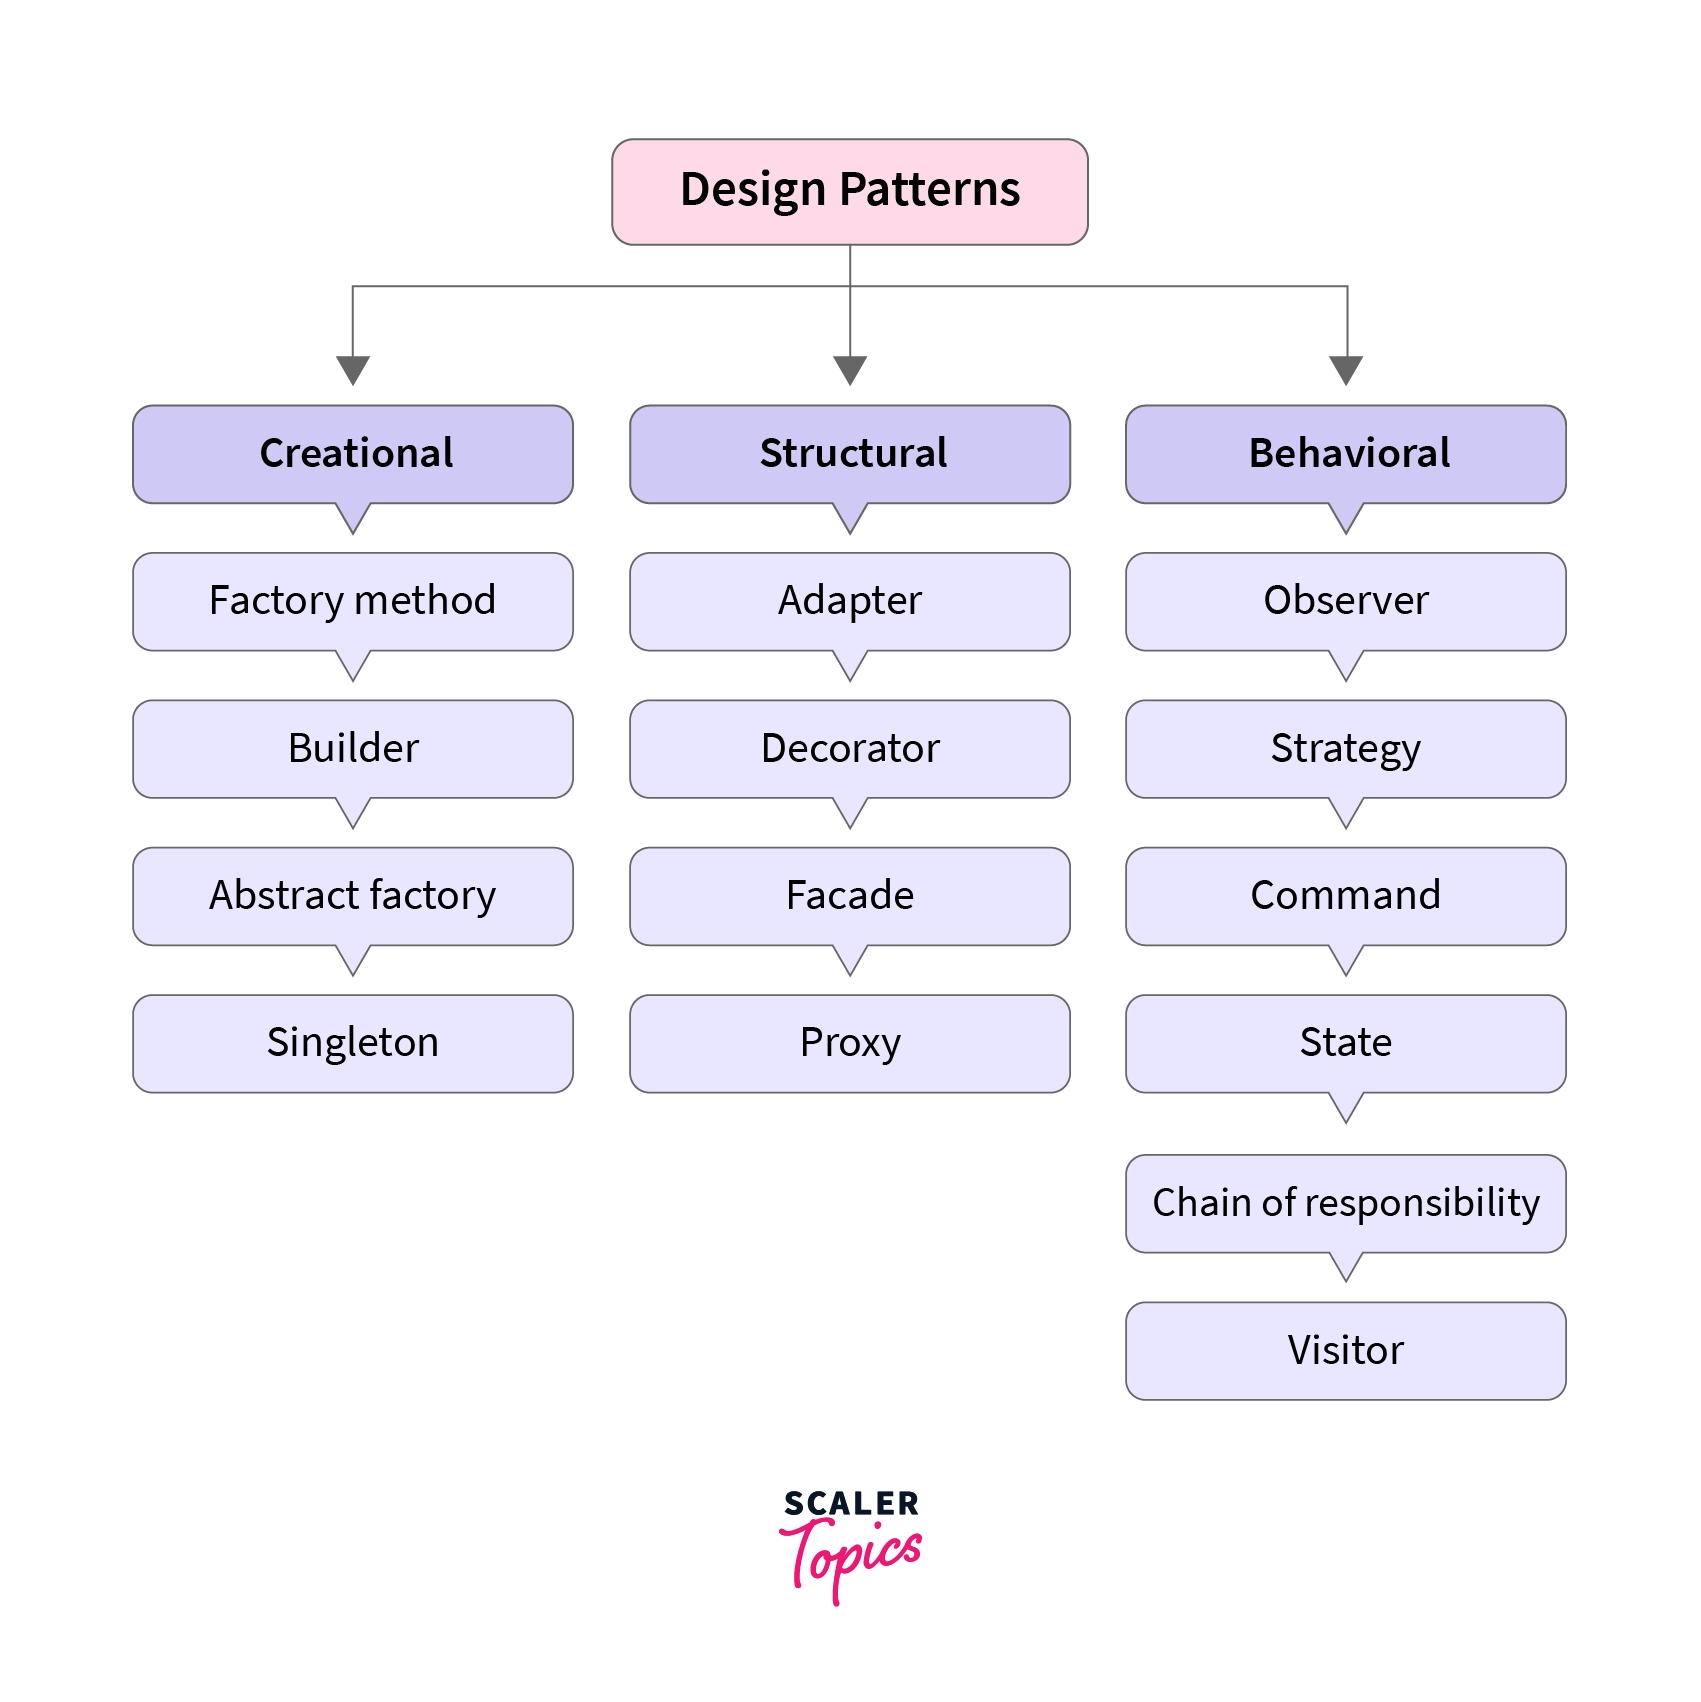 Design Patterns
Creational
Factory method
Builder
Abstract factory
Singleton
Structural
Adapter
Decorator
Facade
Proxy
Behavioral
Observer
Strategy
Command
State
Chain of responsibility
Visitor
SCALER
Topics